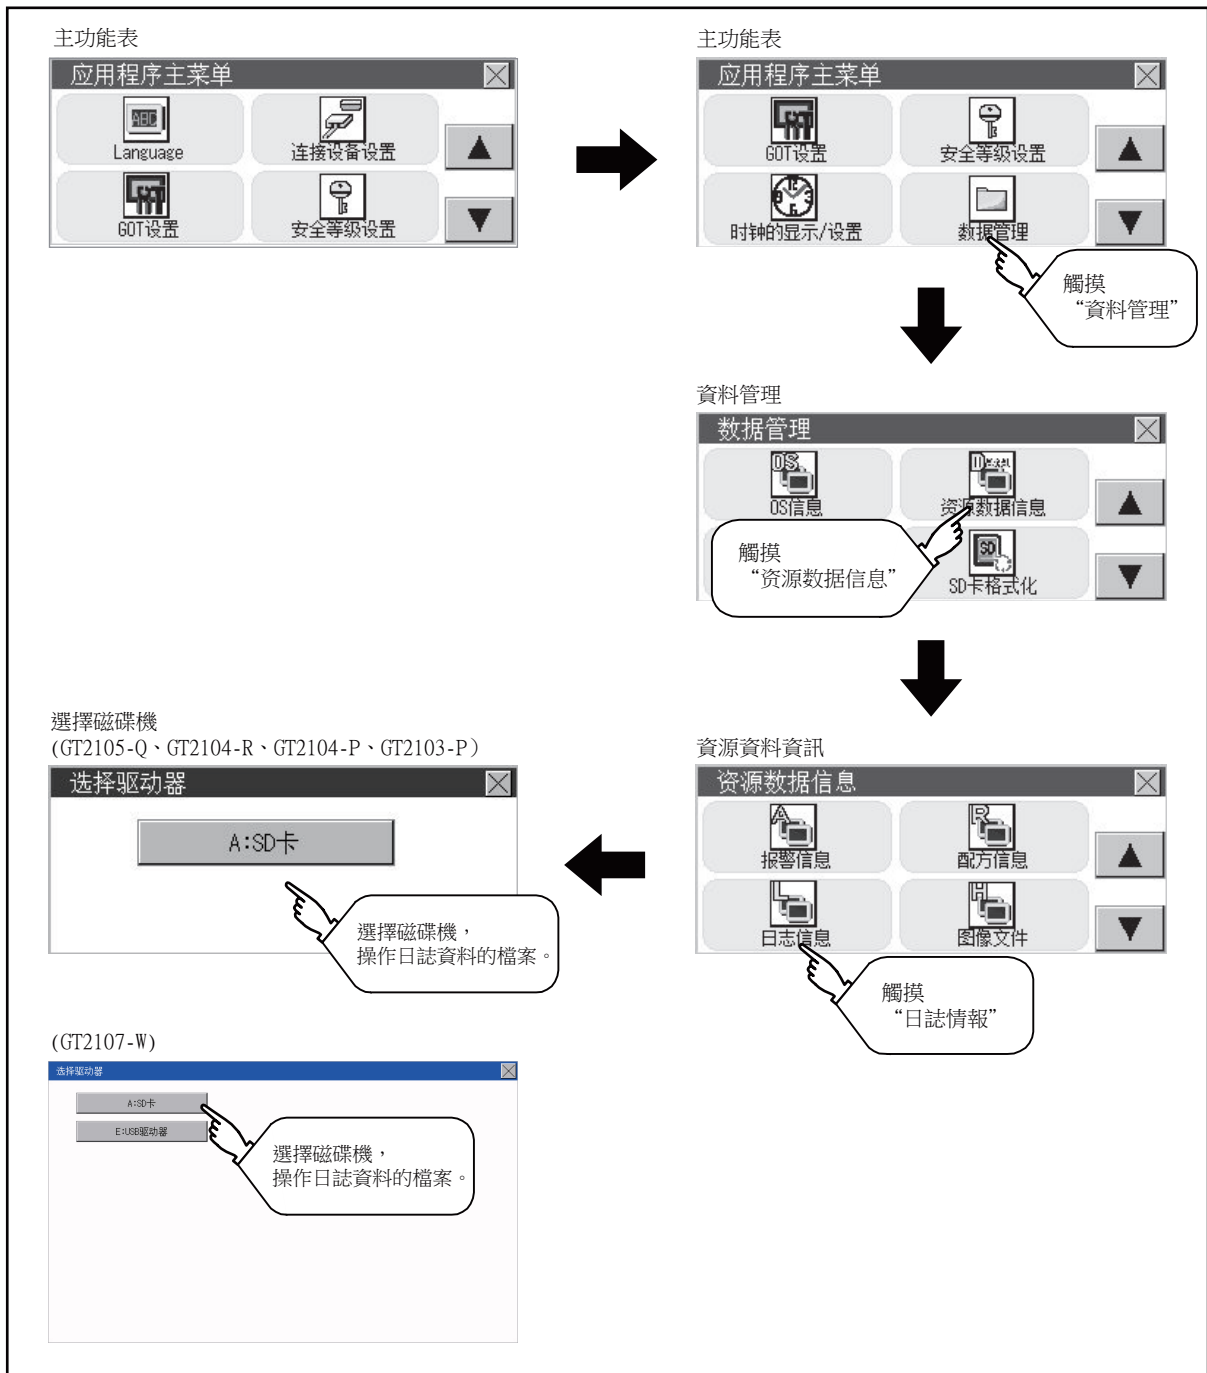 主功能表
应用程序主菜单
ABC
Language
连接设备设置
GOT设置
安全等级设置
主功能表
应用程序主菜单
GOT设置
安全等级设置
时钟的显示/设置
数据管理
觸摸
“資料管理”
資料管理
数据管理
OS
OS信息
D
资源数据信息
SD
SD卡格式化
觸摸
“资源数据信息”
資源資料資訊
资源数据信息
A
报警信息
R
配方信息
L
日志信息
H
图像文件
觸摸
“日誌情報”
選擇磁碟機
(GT2105-Q、GT2104-R、GT2104-P、GT2103-P)
选择驱动器
A:SD卡
選擇磁碟機，
操作日誌資料的檔案。
(GT2107-W)
选择驱动器
A:SD卡
E:USB驱动器
選擇磁碟機，
操作日誌資料的檔案。